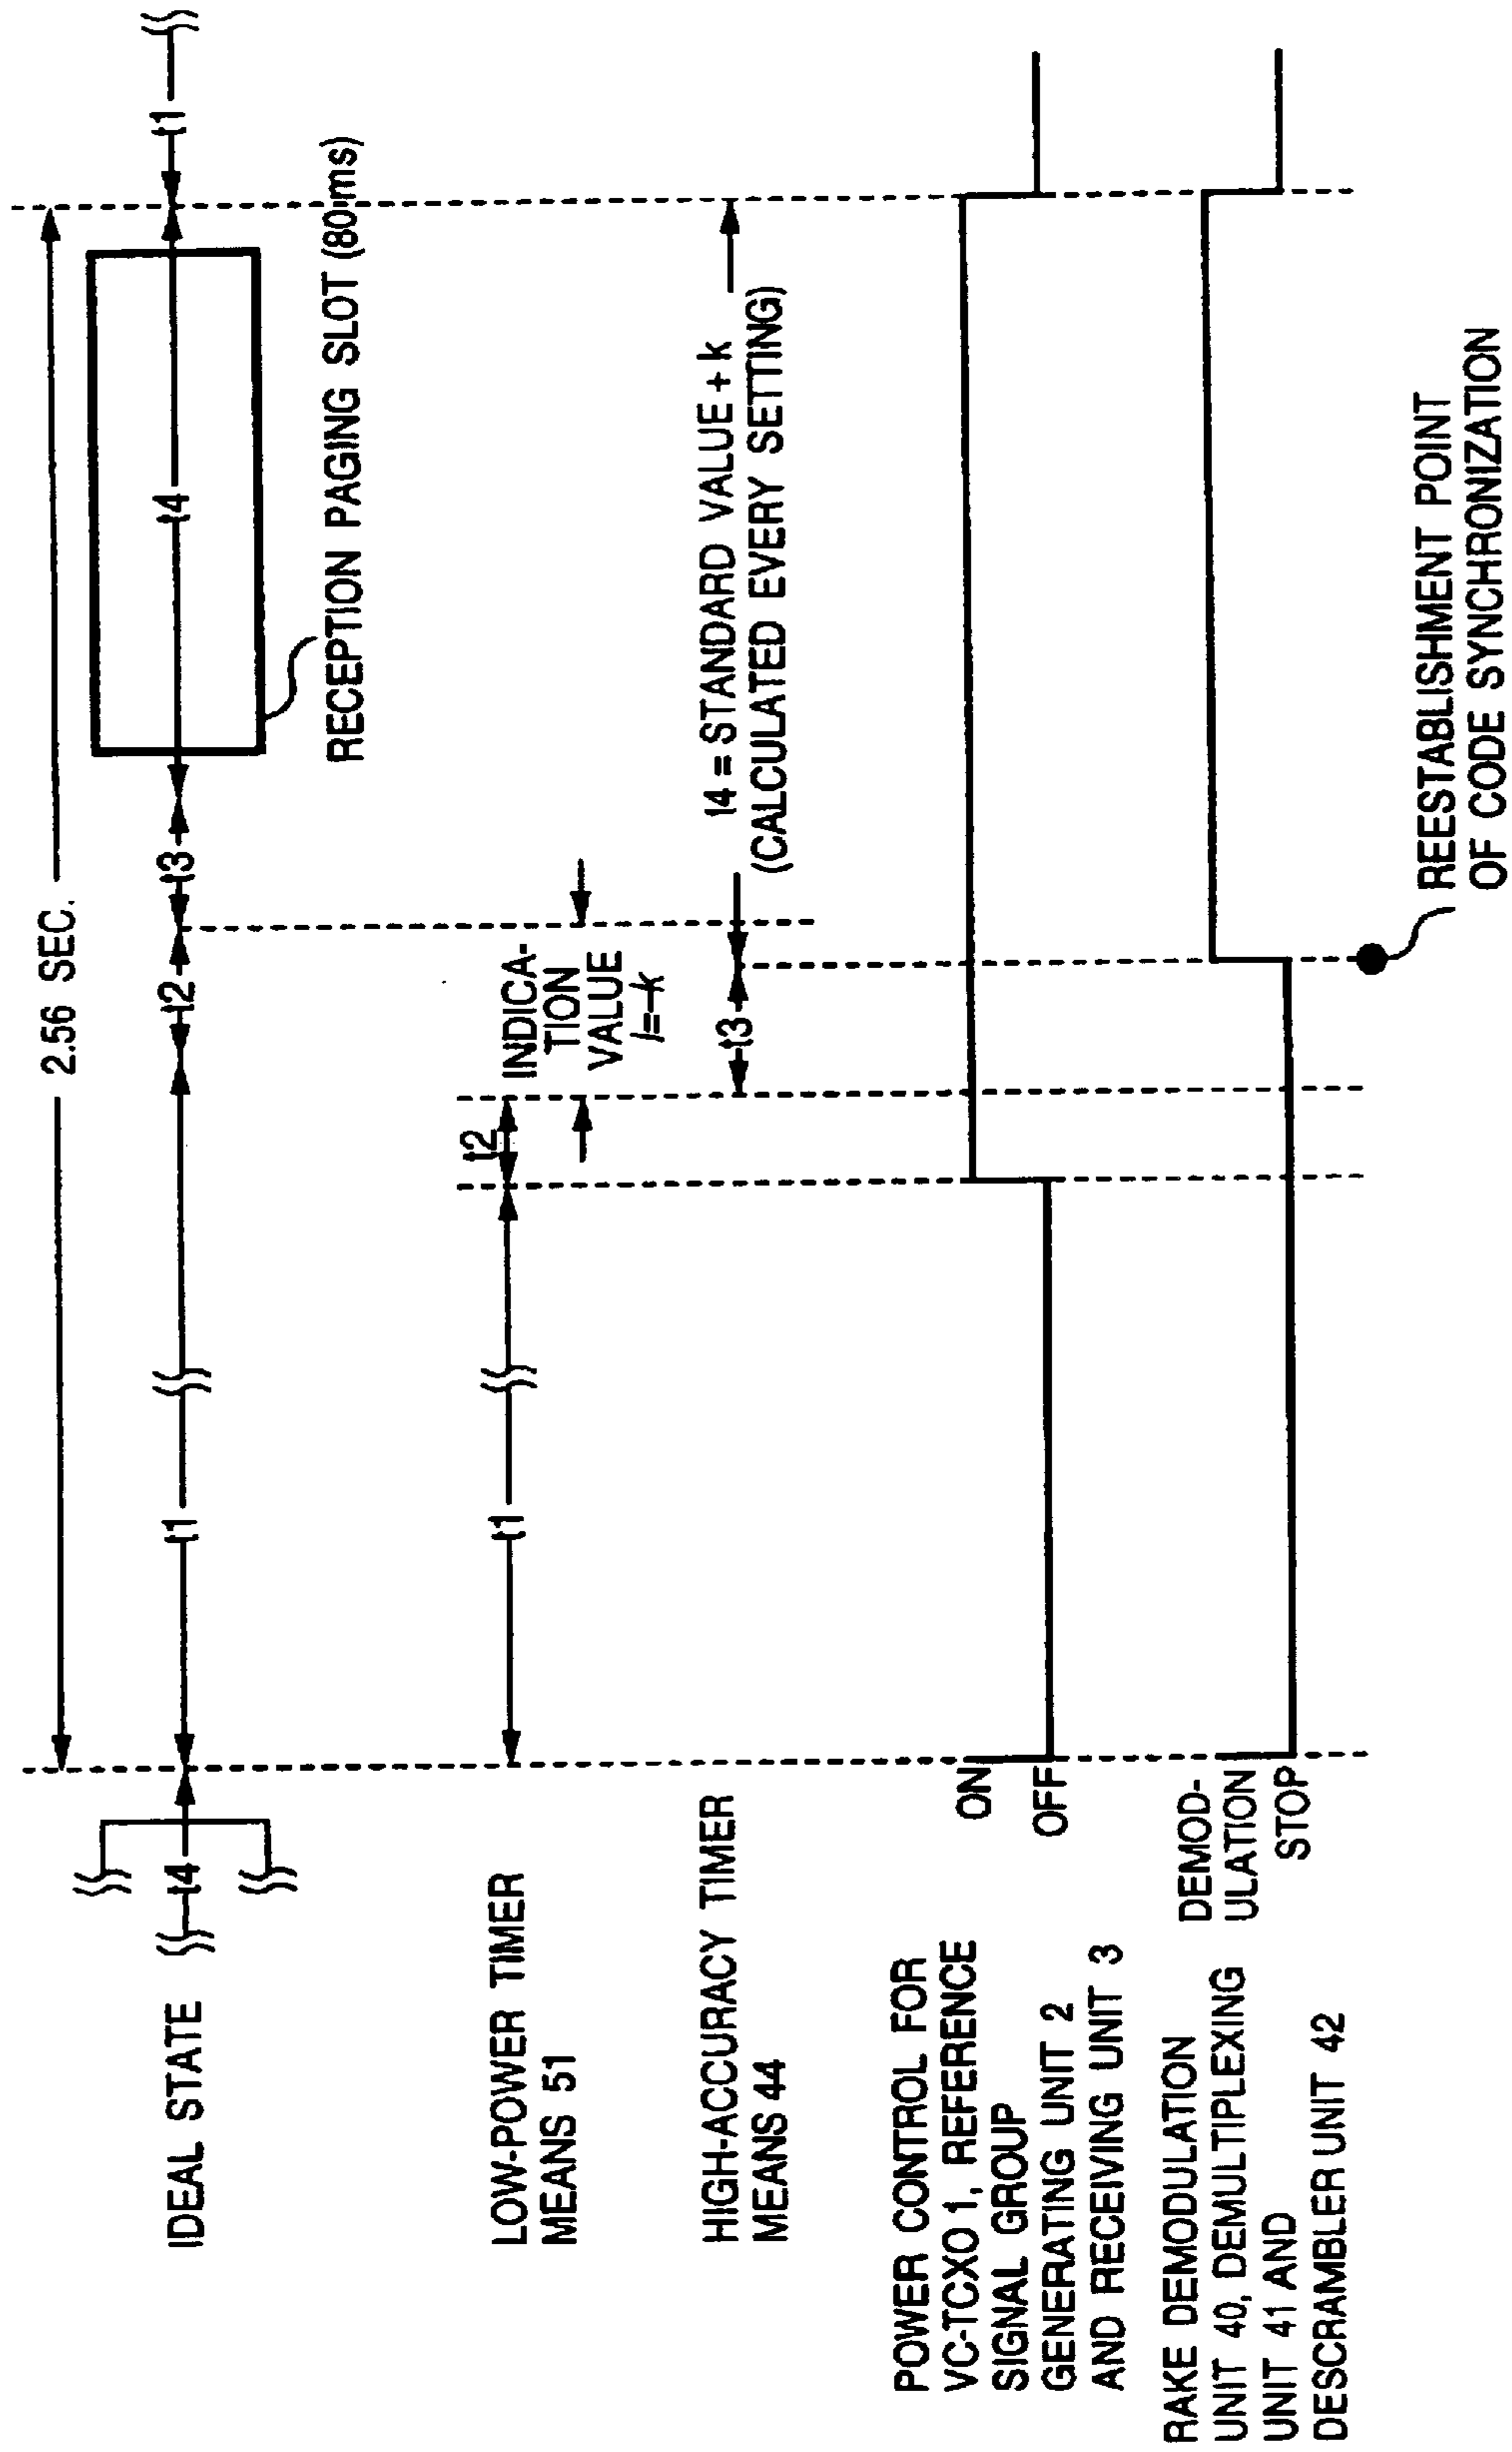 2.56 SEC.
IDEAL STATE
t4
t1
t2
t3
t4
t1
RECEPTION PAGING SLOT (80ms)
LOW-POWER TIMER
MEANS 51
t1
t2
INDICA-
TION
VALUE
l=-k
HIGH-ACCURACY TIMER
MEANS 44
t3
t4 = STANDARD VALUE + k
(CALCULATED EVERY SETTING)
POWER CONTROL FOR
VC-TCXO 1, REFERENCE
SIGNAL GROUP
GENERATING UNIT 2
AND RECEIVING UNIT 3
ON
OFF
RAKE DEMODULATION
UNIT 40, DEMULTIPLEXING
UNIT 41 AND
DESCRAMBLER UNIT 42
DEMOD-
ULATION
STOP
REESTABLISHMENT POINT
OF CODE SYNCHRONIZATION